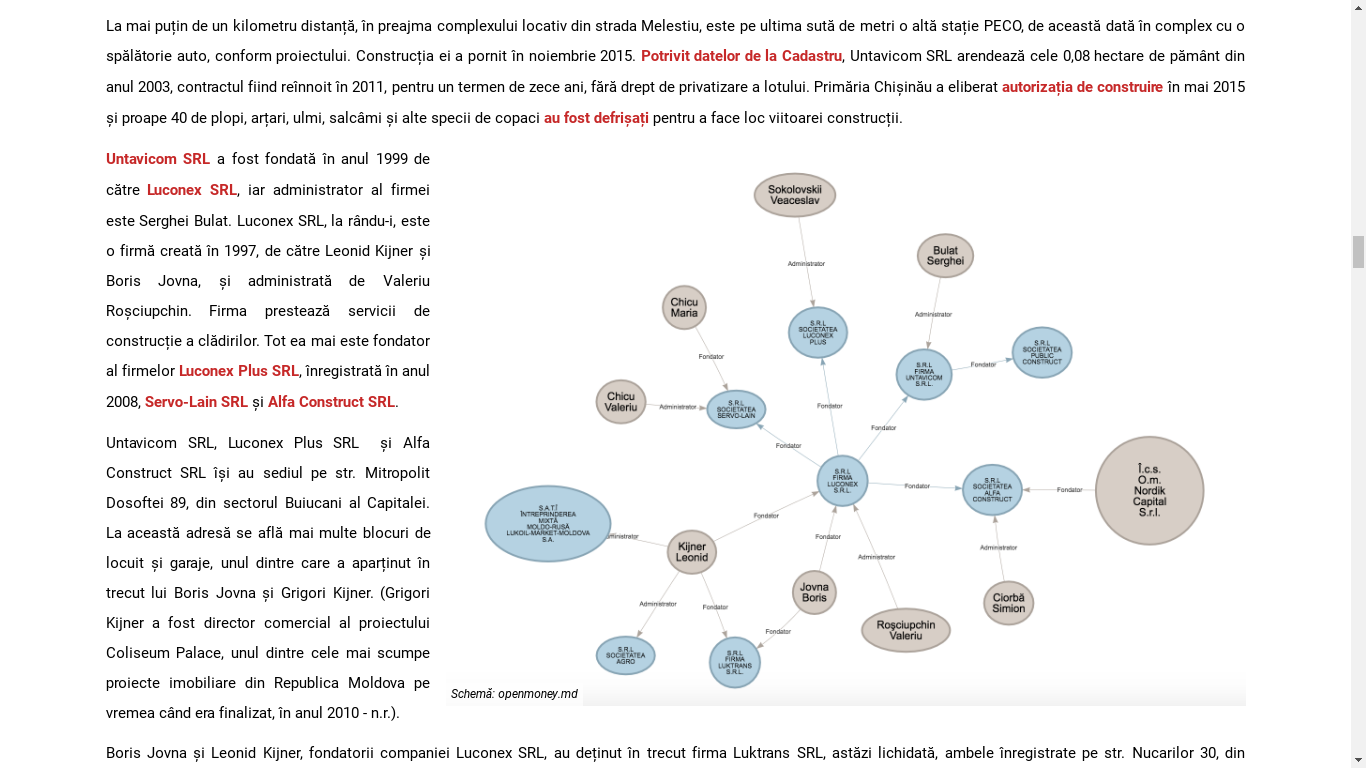 La mai puțin de un kilometru distanță, în preajma complexului locativ din strada Melestiu, este pe ultima sută de metri o altă stație PECO, de această dată în complex cu o
spălătorie auto, conform proiectului. Construcția ei a pornit în noiembrie 2015. Potrivit datelor de la Cadastru, Untavicom SRL arendează cele 0,08 hectare de pământ din
anul 2003, contractul fiind reînnoit în 2011, pentru un termen de zece ani, fără drept de privatizare a lotului. Primăria Chișinău a eliberat autorizația de construire în mai 2015
și proape 40 de plopi, arțari, ulmi, salcâmi și alte specii de copaci au fost defrișați pentru a face loc viitoarei construcții.
Untavicom SRL a fost fondată în anul 1999 de
către Luconex SRL, iar administrator al firmei
este Serghei Bulat. Luconex SRL, la rându-i, este
o firmă creată în 1997, de către Leonid Kijner și
Boris Jovna, și administrată de Valeriu
Roșciupchin. Firma prestează servicii de
construcție a clădirilor. Tot ea mai este fondator
al firmelor Luconex Plus SRL, înregistrată în anul
2008, Servo-Lain SRL și Alfa Construct SRL.
Untavicom SRL, Luconex Plus SRL și Alfa
Construct SRL își au sediul pe str. Mitropolit
Dosoftei 89, din sectorul Buiucani al Capitalei.
La această adresă se află mai multe blocuri de
locuit și garaje, unul dintre care a aparținut în
trecut lui Boris Jovna și Grigori Kijner. (Grigori
Kijner a fost director comercial al proiectului
Coliseum Palace, unul dintre cele mai scumpe
proiecte imobiliare din Republica Moldova pe
vremea când era finalizat, în anul 2010 - n.r.).
Sokolovskii
Veaceslav
Administrator
Bulat
Serghei
Administrator
Chicu
Maria
Fondator
S.R.L
SOCIETATEA
LUCONEX
PLUS
S.R.L
FIRMA
UNTAVICOM
S.R.L.
Fondator
S.R.L
SOCIETATEA
PUBLIC
CONSTRUCT
Chicu
Valeriu
Administrator
S.R.L
SOCIETATEA
SERVO-LAIN
Fondator
Fondator
Fondator
S.R.L
FIRMA
LUCONEX
S.R.L.
Fondator
S.R.L
SOCIETATEA
ALFA
CONSTRUCT
Fondator
Î.c.s.
O.m.
Nordik
Capital
S.r.l.
S.A.T.Î
ÎNTREPRINDEREA
MIXTĂ
MOLDO-RUSĂ
LUKOIL-MARKET-MOLDOVA
S.A.
ministrator
Kijner
Leonid
Fondator
Fondator
Administrator
Administrator
Jovna
Boris
Ciorbă
Simion
Administrator
Fondator
Fondator
Roşciupchin
Valeriu
S.R.L
SOCIETATEA
AGRO
S.R.L
FIRMA
LUKTRANS
S.R.L.
Schemă: openmoney.md
Boris Jovna și Leonid Kijner, fondatorii companiei Luconex SRL, au deținut în trecut firma Luktrans SRL, astăzi lichidată, ambele înregistrate pe str. Nucarilor 30, din